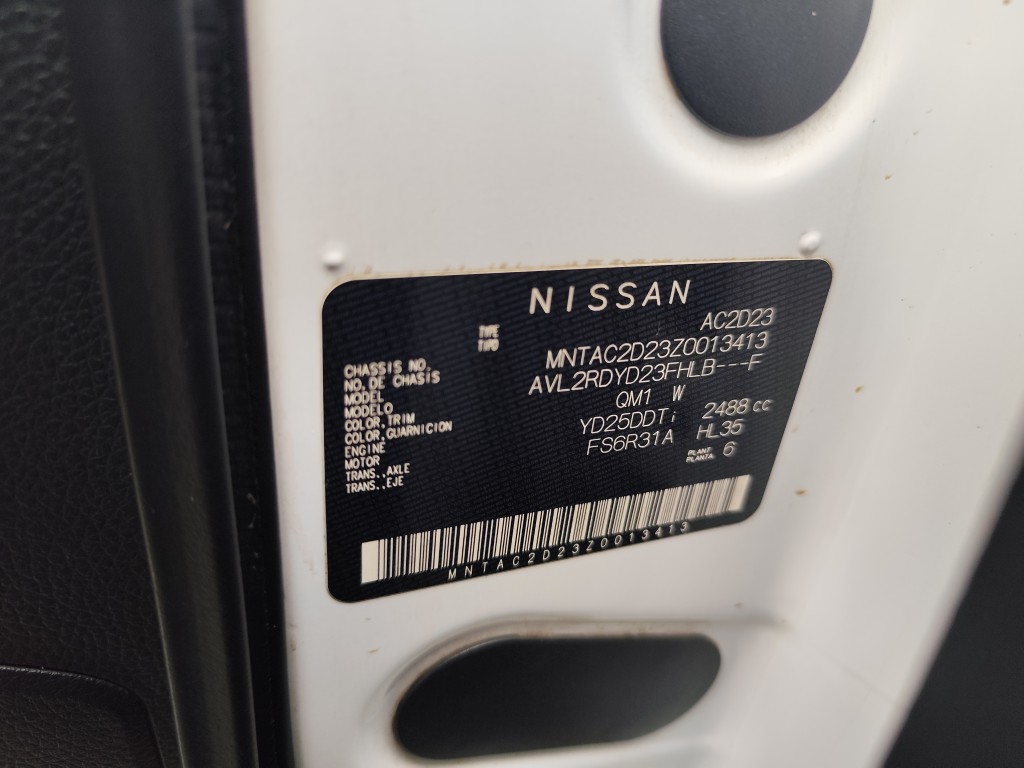 NISSAN
TYPE
TIPO
AC2D23
CHASSIS NO.
NO. DE CHASIS
MNTAC2D23Z0013413
MODEL
MODELO
AVL2RDYD23FHLB---F
COLOR, TRIM
COLOR, GUARNICION
QM1 W
ENGINE
MOTOR
YD25DDTi 2488 cc
TRANS., AXLE
TRANS., EJE
FS6R31A HL35
PLANT
PLANTA 6
MNTAC2D23Z0013413